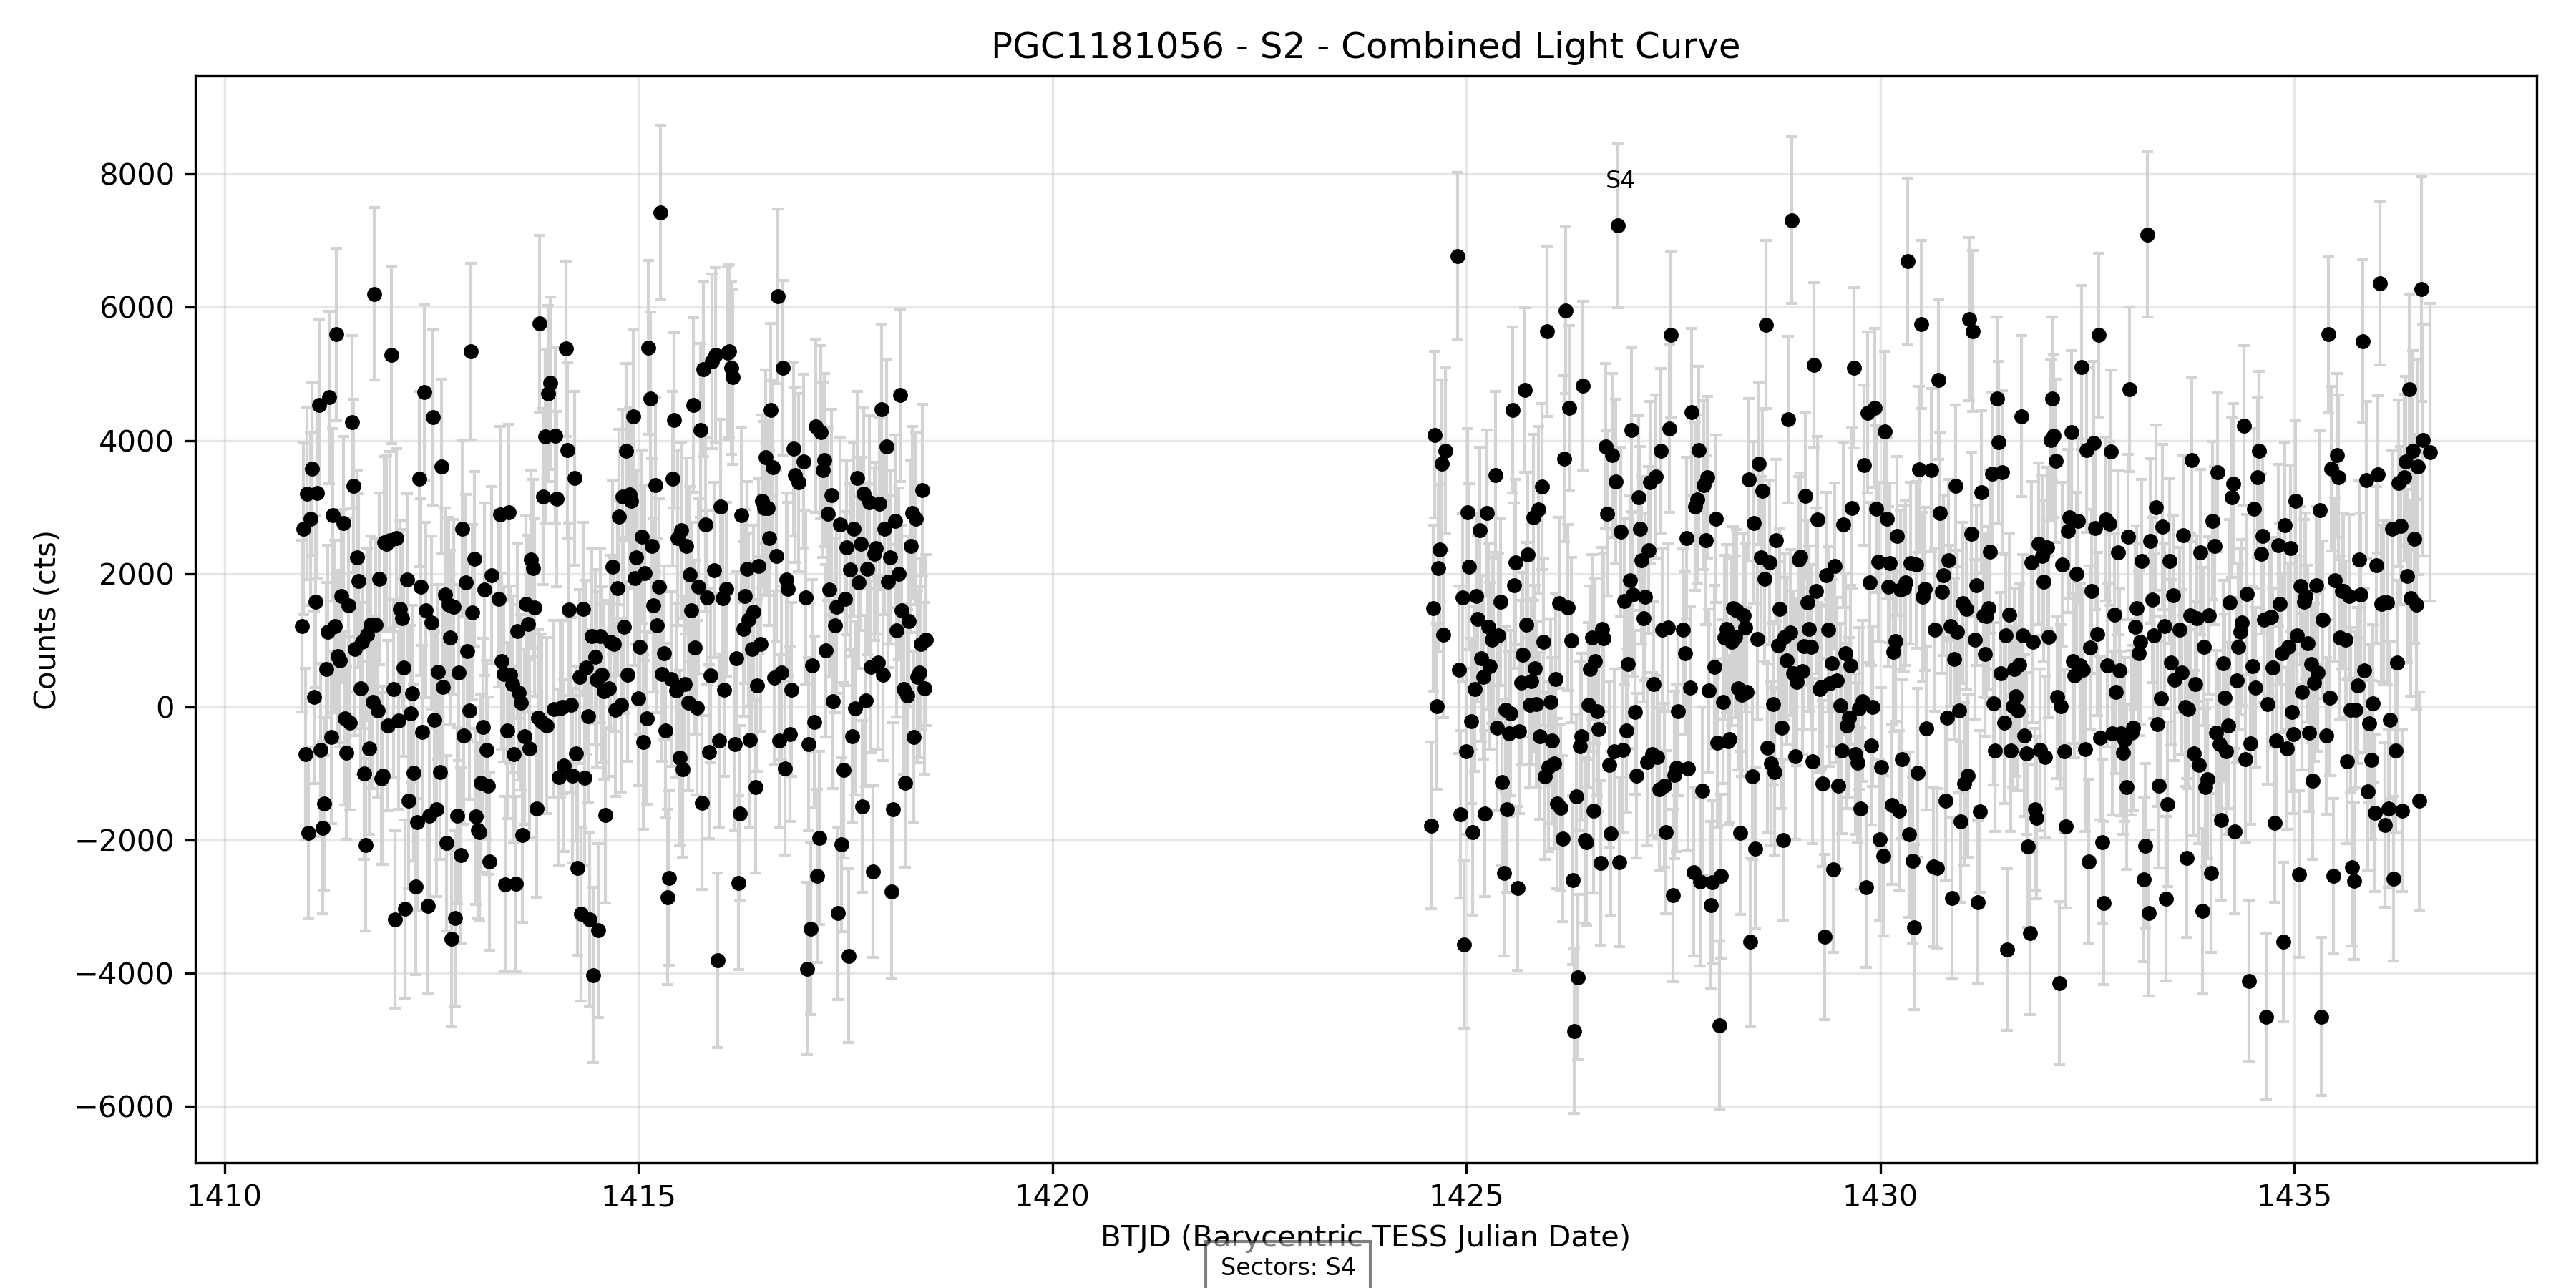 PGC1181056 - S2 - Combined Light Curve
Counts (cts)
8000
6000
4000
2000
0
−2000
−4000
−6000
S4
1410
1415
1420
1425
1430
1435
BTJD (Barycentric TESS Julian Date)
Sectors: S4